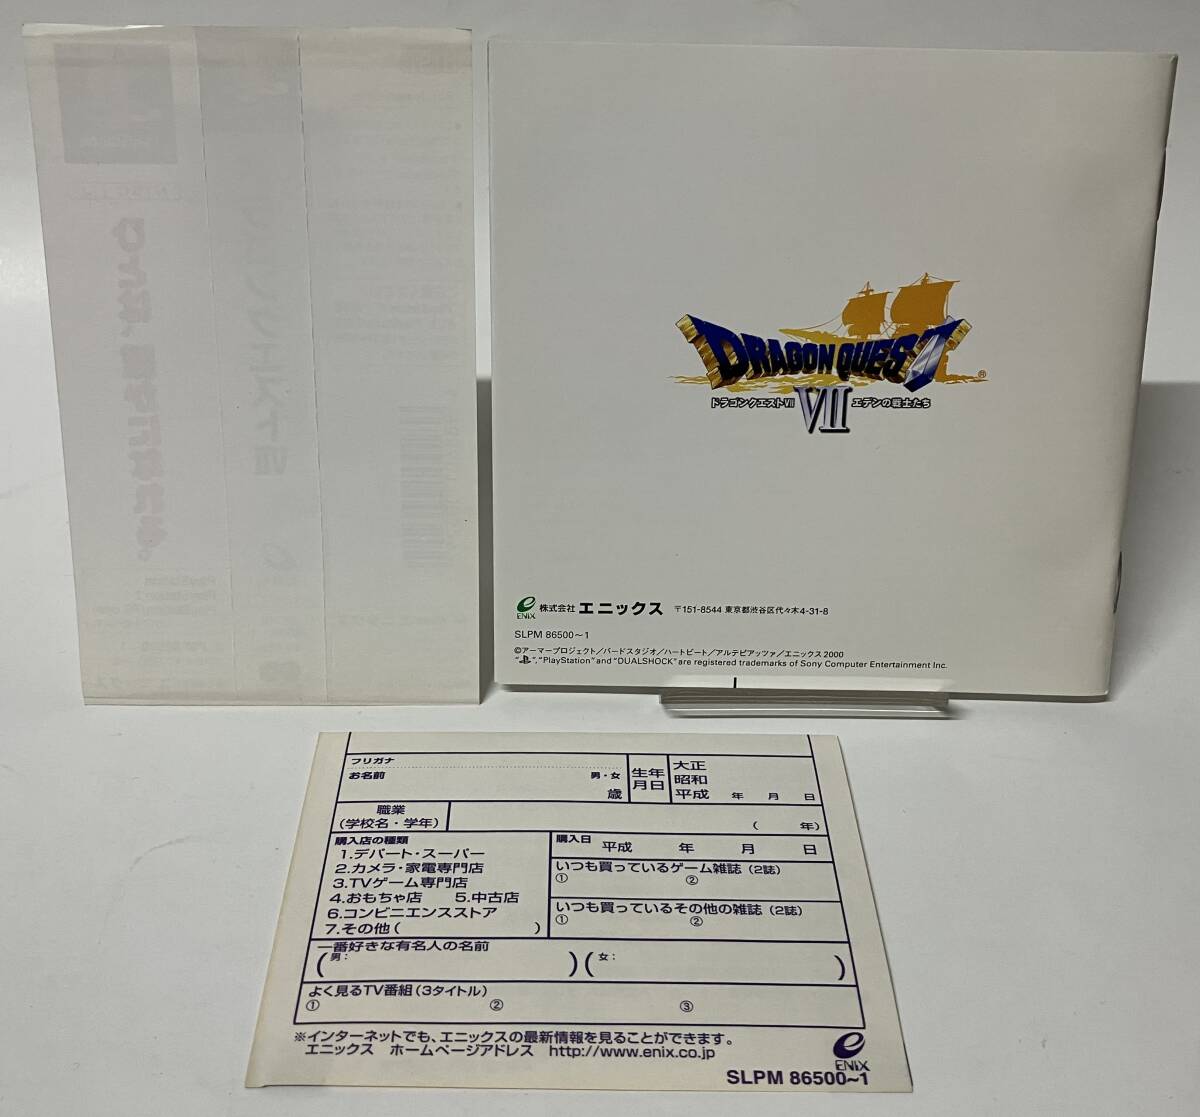 DRAGON QUEST
ドラゴンクエストVII VII エデンの戦士たち
®
ENIX 株式会社 エニックス 〒151-8544 東京都渋谷区代々木4-31-8
SLPM 86500〜1
©アーマープロジェクト/バードスタジオ/ハートビート/アルテピアッツァ/エニックス2000
"PS", "PlayStation" and "DUALSHOCK" are registered trademarks of Sony Computer Entertainment Inc.
フリガナ
お名前 男・女
歳
生年月日
大正
昭和
平成 年 月 日
職業
(学校名・学年)
( 年)
購入店の種類
1.デパート・スーパー
2.カメラ・家電専門店
3.TVゲーム専門店
4.おもちゃ店 5.中古店
6.コンビニエンスストア
7.その他( )
購入日 平成 年 月 日
いつも買っているゲーム雑誌(2誌)
① ②
いつも買っているその他の雑誌(2誌)
① ②
一番好きな有名人の名前
(男: )(女: )
よく見るTV番組(3タイトル)
① ② ③
※インターネットでも、エニックスの最新情報を見ることができます。
エニックス ホームページアドレス http://www.enix.co.jp
ENIX
SLPM 86500~1